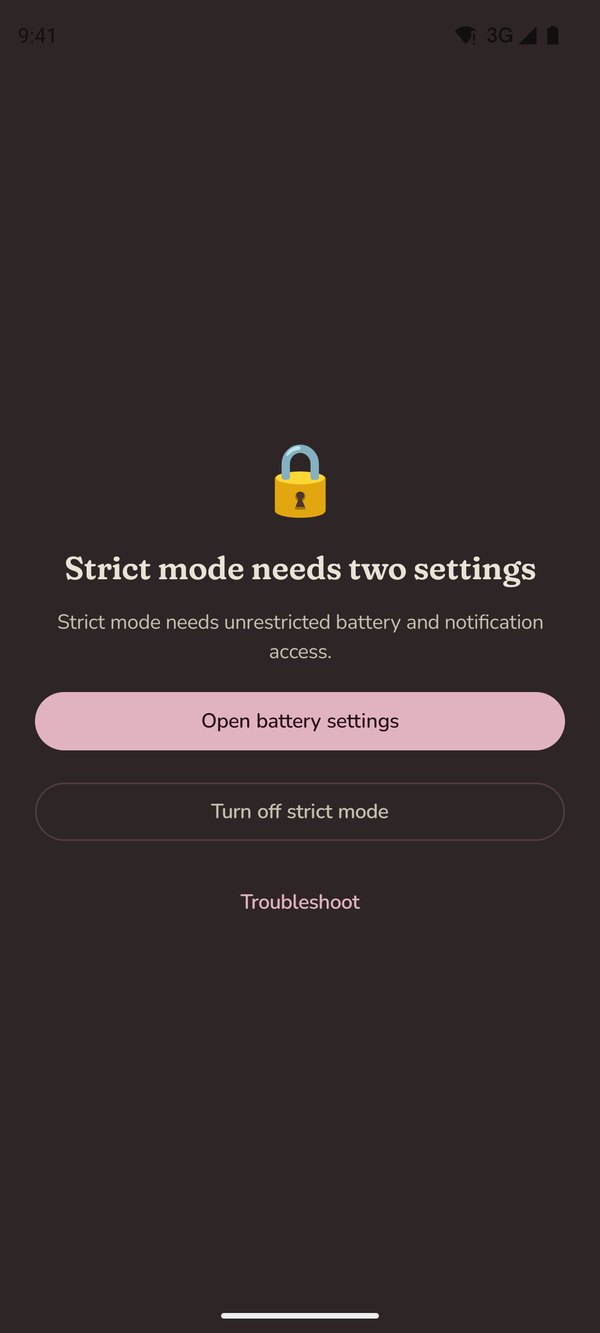 9:41
3G
Strict mode needs two settings
Strict mode needs unrestricted battery and notification
access.
Open battery settings
Turn off strict mode
Troubleshoot